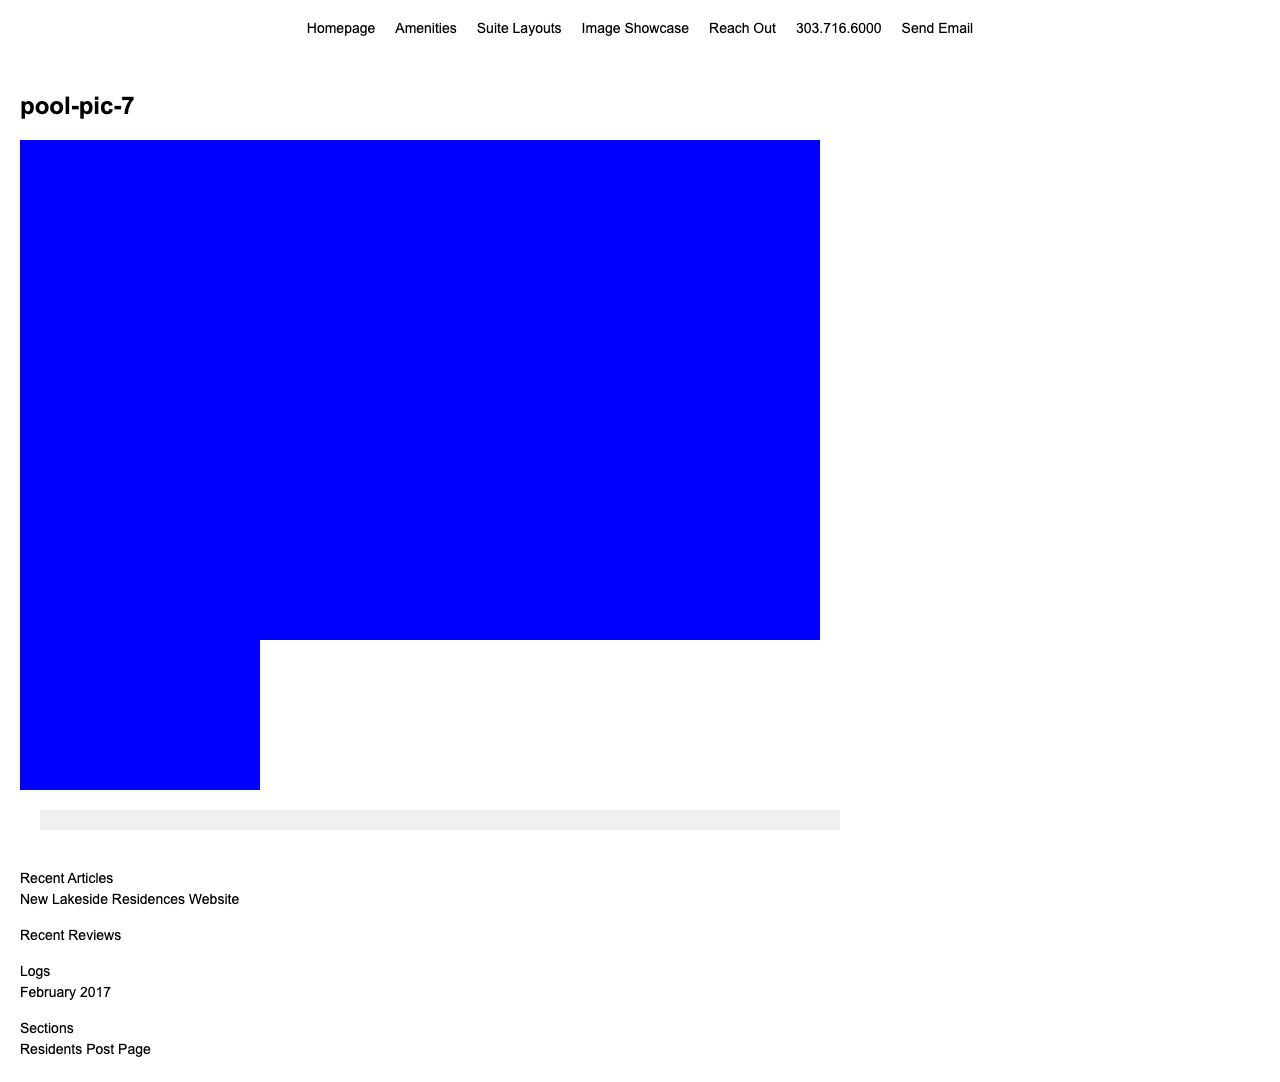 Homepage Amenities Suite Layouts Image Showcase Reach Out 303.716.6000 Send Email
pool-pic-7
Recent Articles
New Lakeside Residences Website
Recent Reviews
Logs
February 2017
Sections
Residents Post Page